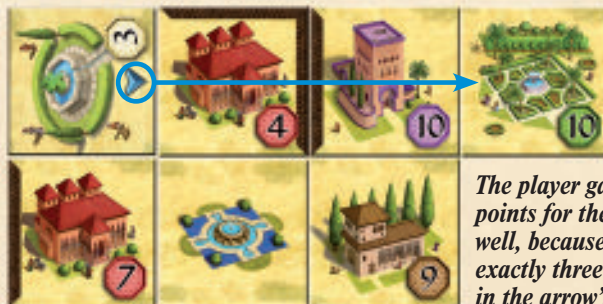 3
4
10
10
7
9
The player ga
points for the
well, because
exactly three
in the arrow'